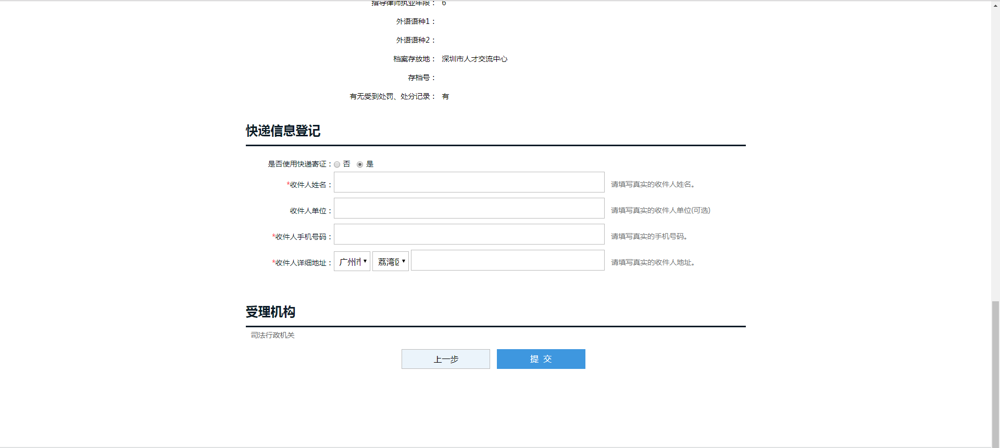 指导律师执业年限： 6
外语语种1：
外语语种2：
档案存放地： 深圳市人才交流中心
存档号：
有无受到处罚、处分记录： 有
快递信息登记
是否使用快递寄证： 否 是
*收件人姓名： 请填写真实的收件人姓名。
收件人单位： 请填写真实的收件人单位(可选)
*收件人手机号码： 请填写真实的手机号码。
*收件人详细地址： 广州市 荔湾区 请填写真实的收件人地址。
受理机构
司法行政机关
上一步 提 交